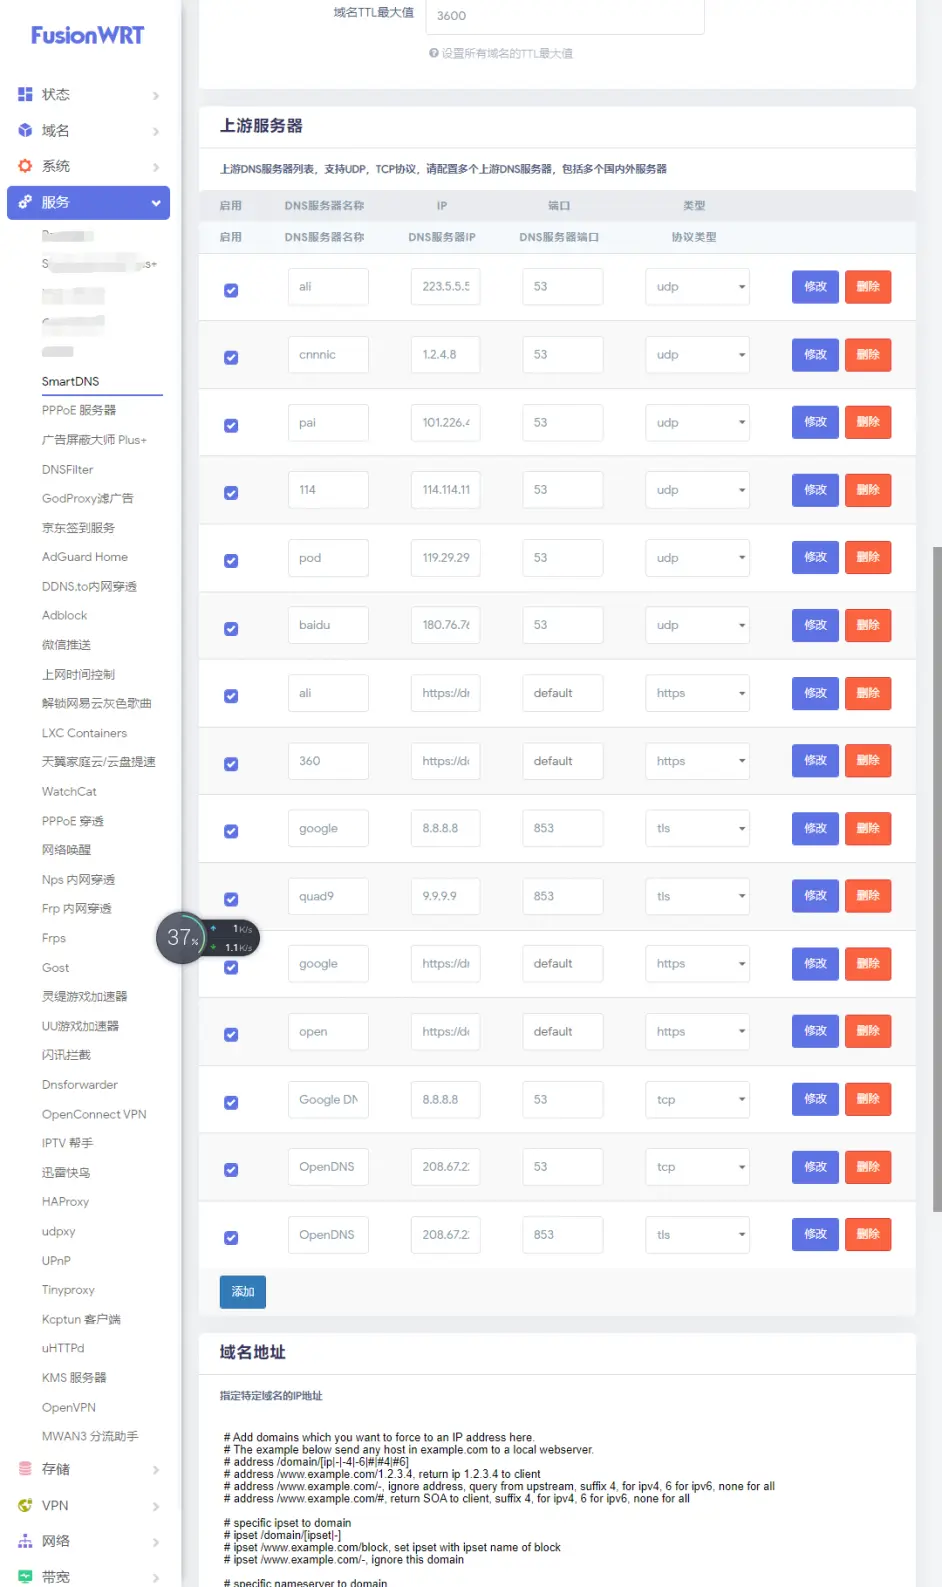 FusionWRT
状态
域名
系统
服务
SmartDNS
PPPoE 服务器
广告屏蔽大师 Plus+
DNSFilter
GodProxy滤广告
京东签到服务
AdGuard Home
DDNS.to内网穿透
Adblock
微信推送
上网时间控制
解锁网易云灰色歌曲
LXC Containers
天翼家庭云/云盘提速
WatchCat
PPPoE 穿透
网络唤醒
Nps 内网穿透
Frp 内网穿透
Frps
Gost
灵缇游戏加速器
UU游戏加速器
闪讯拦截
Dnsforwarder
OpenConnect VPN
IPTV 帮手
迅雷快鸟
HAProxy
udpxy
UPnP
Tinyproxy
Kcptun 客户端
uHTTPd
KMS 服务器
OpenVPN
MWAN3 分流助手
存储
VPN
网络
带宽
37%
1 K/s
1.1 K/s
域名TTL最大值 3600
设置所有域名的TTL最大值
上游服务器
上游DNS服务器列表，支持UDP，TCP协议，请配置多个上游DNS服务器，包括多个国内外服务器
启用 DNS服务器名称 IP 端口 类型
启用 DNS服务器名称 DNS服务器IP DNS服务器端口 协议类型
ali 223.5.5.5 53 udp 修改 删除
cnnnic 1.2.4.8 53 udp 修改 删除
pai 101.226.4 53 udp 修改 删除
114 114.114.11 53 udp 修改 删除
pod 119.29.29 53 udp 修改 删除
baidu 180.76.76 53 udp 修改 删除
ali https://dn default https 修改 删除
360 https://do default https 修改 删除
google 8.8.8.8 853 tls 修改 删除
quad9 9.9.9.9 853 tls 修改 删除
google https://dn default https 修改 删除
open https://do default https 修改 删除
Google DN 8.8.8.8 53 tcp 修改 删除
OpenDNS 208.67.2 53 tcp 修改 删除
OpenDNS 208.67.2 853 tls 修改 删除
添加
域名地址
指定特定域名的IP地址
# Add domains which you want to force to an IP address here.
# The example below send any host in example.com to a local webserver.
# address /domain/[ip|-|-4|-6|#|#4|#6]
# address /www.example.com/1.2.3.4, return ip 1.2.3.4 to client
# address /www.example.com/-, ignore address, query from upstream, suffix 4, for ipv4, 6 for ipv6, none for all
# address /www.example.com/#, return SOA to client, suffix 4, for ipv4, 6 for ipv6, none for all
# specific ipset to domain
# ipset /domain/[ipset|-]
# ipset /www.example.com/block, set ipset with ipset name of block
# ipset /www.example.com/-, ignore this domain
# specific nameserver to domain